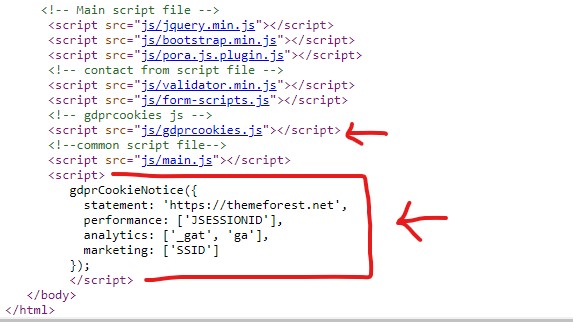 <!-- Main script file -->
<script src="js/jquery.min.js"></script>
<script src="js/bootstrap.min.js"></script>
<script src="js/pora.js.plugin.js"></script>
<!-- contact from script file -->
<script src="js/validator.min.js"></script>
<script src="js/form-scripts.js"></script>
<!-- gdprcookies js -->
<script src="js/gdprcookies.js"></script>
<!--common script file-->
<script src="js/main.js"></script>
<script>
gdprCookieNotice({
statement: 'https://themeforest.net',
performance: ['JSESSIONID'],
analytics: ['_gat', 'ga'],
marketing: ['SSID']
});
</script>
</body>
</html>